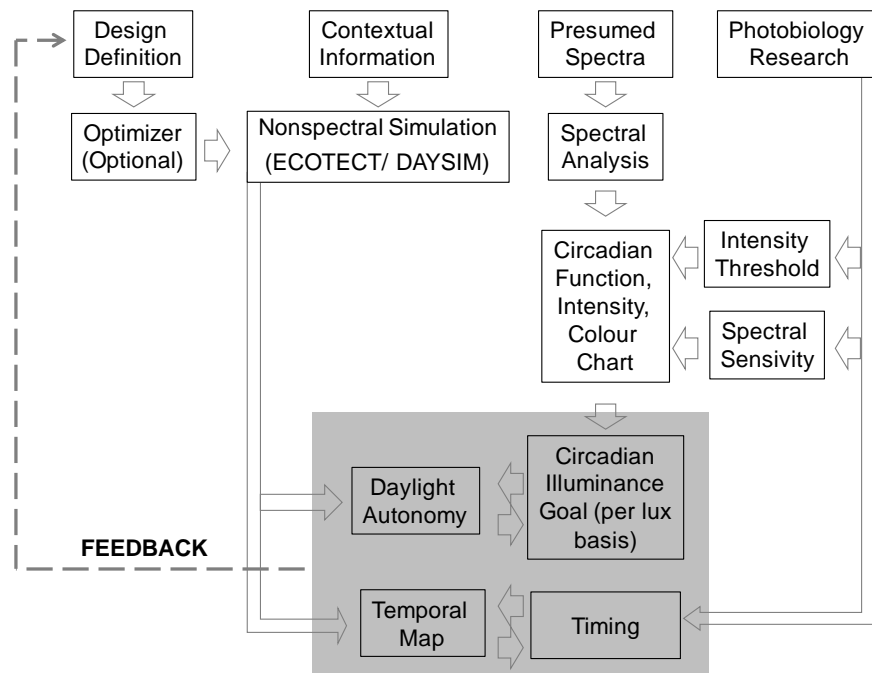 Design
Definition
Contextual
Information
Presumed
Spectra
Photobiology
Research
Optimizer
(Optional)
Nonspectral Simulation
(ECOTECT/ DAYSIM)
Spectral
Analysis
Circadian
Function,
Intensity,
Colour
Chart
Intensity
Threshold
Spectral
Sensivity
Daylight
Autonomy
Circadian
Illuminance
Goal (per lux
basis)
FEEDBACK
Temporal
Map
Timing